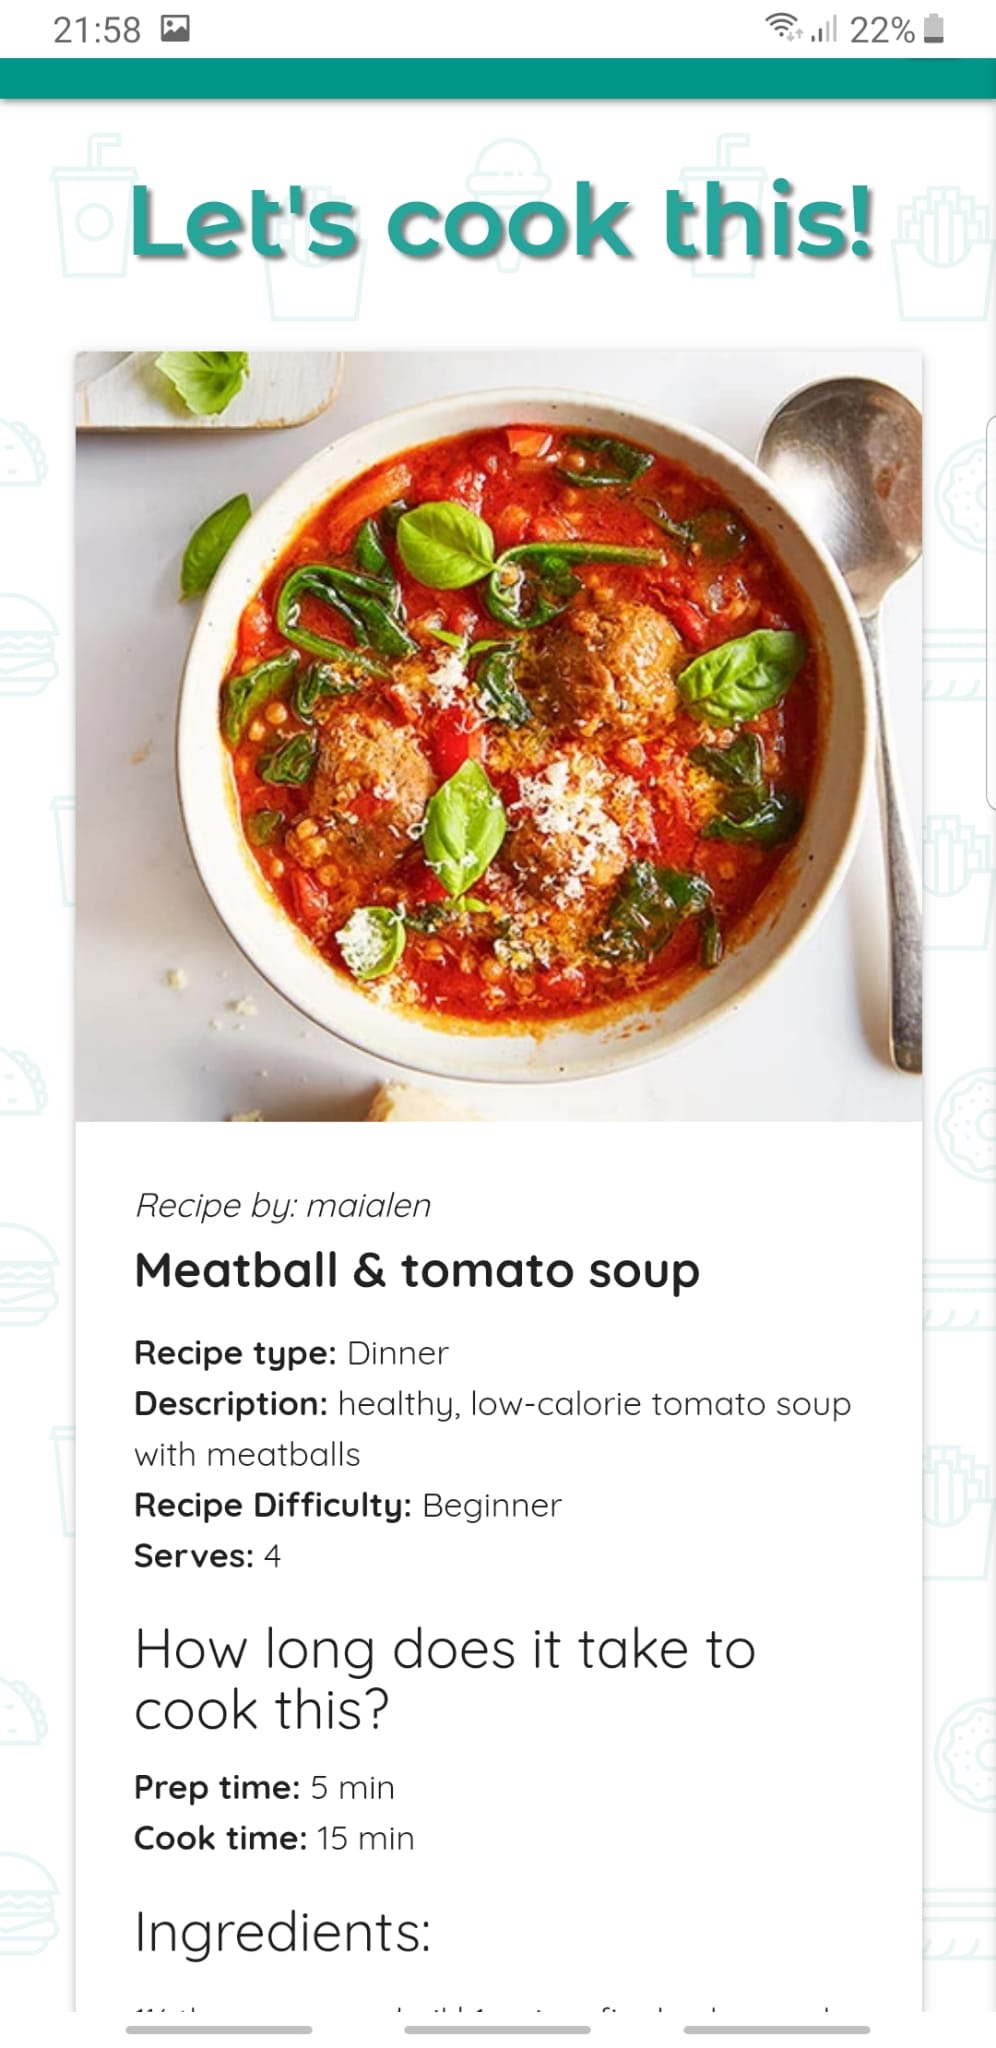 21:58
22%
Let's cook this!
Recipe by: maialen
Meatball & tomato soup
Recipe type: Dinner
Description: healthy, low-calorie tomato soup
with meatballs
Recipe Difficulty: Beginner
Serves: 4
How long does it take to
cook this?
Prep time: 5 min
Cook time: 15 min
Ingredients: